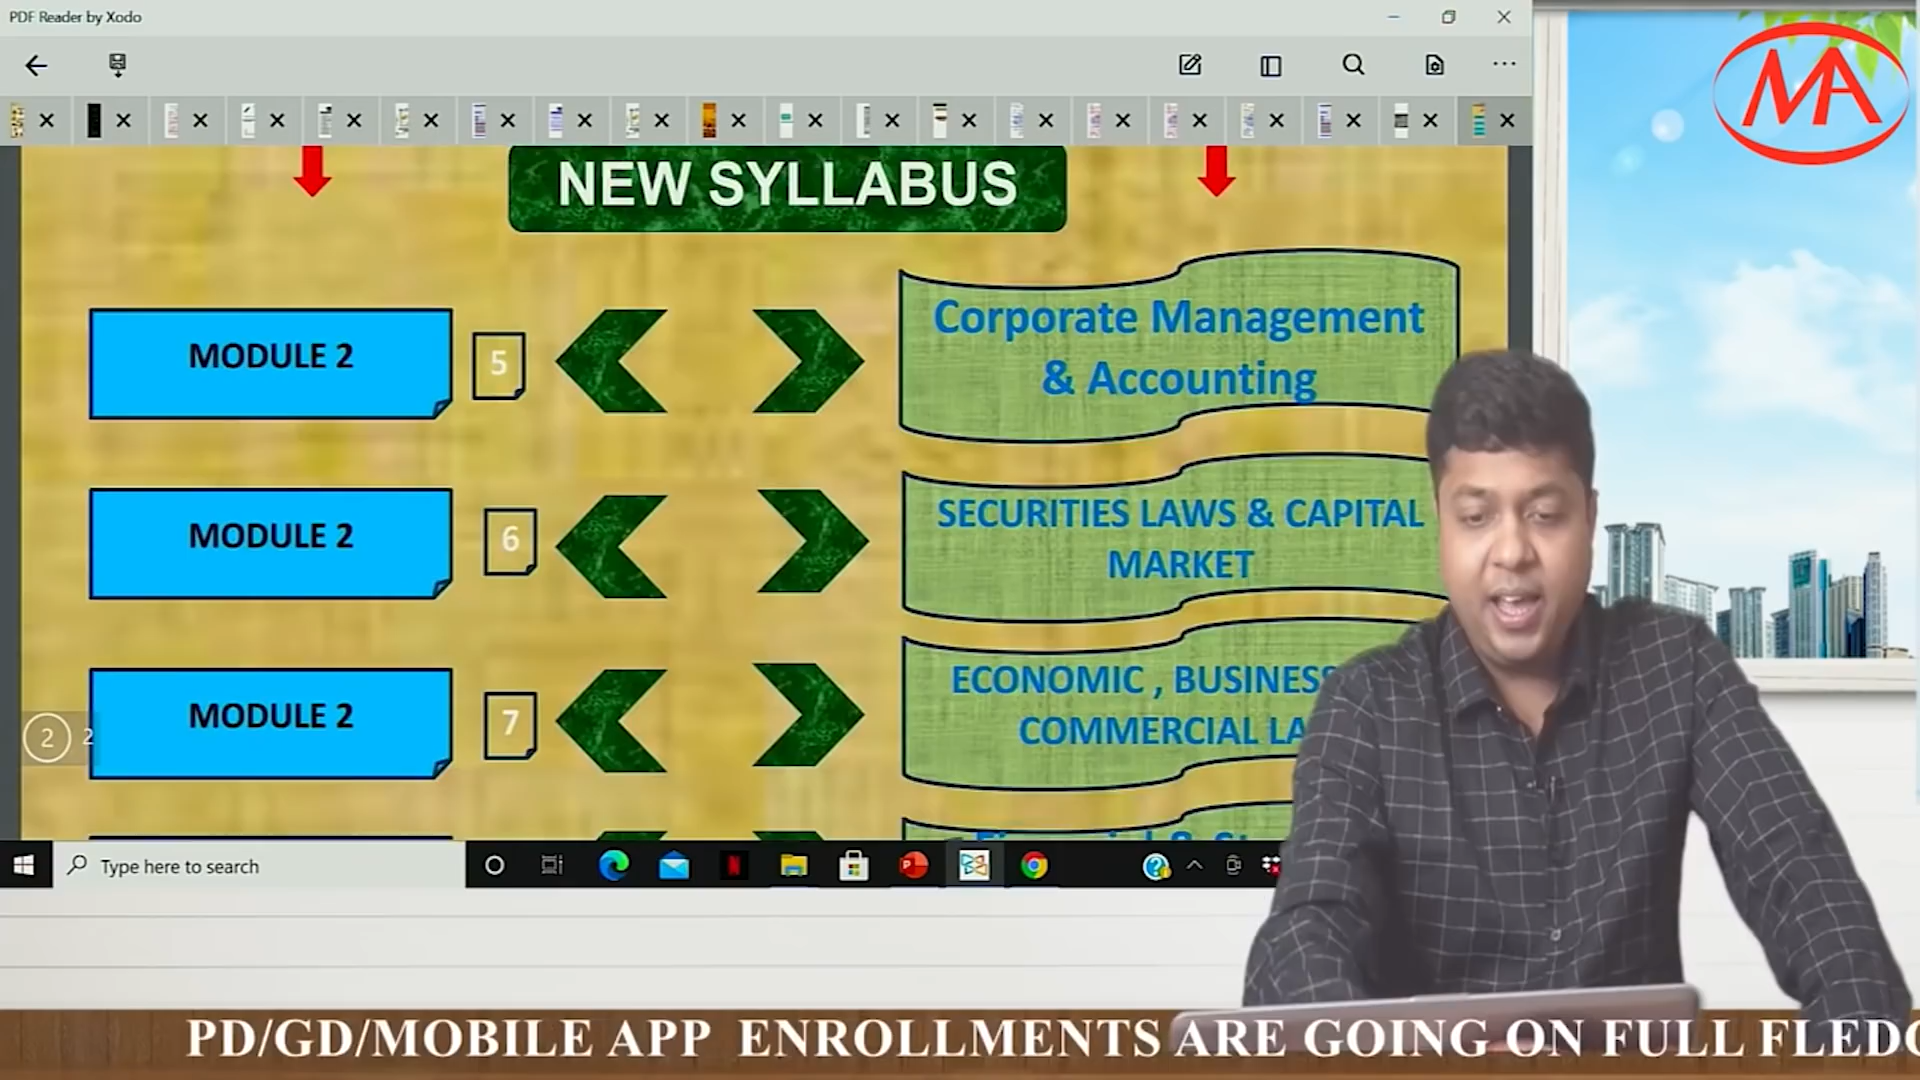 PDF Reader by Xodo
MA
NEW SYLLABUS
MODULE 2
5
Corporate Management
& Accounting
MODULE 2
6
SECURITIES LAWS & CAPITAL
MARKET
MODULE 2
7
ECONOMIC , BUSINESS
COMMERCIAL
2
2
Type here to search
PD/GD/MOBILE APP ENROLLMENTS ARE GOING ON FULL